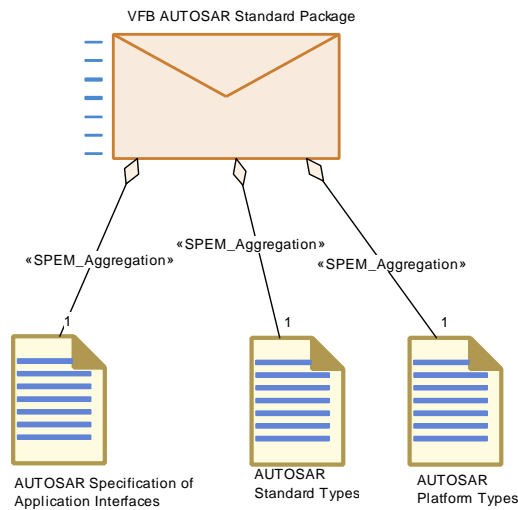 VFB AUTOSAR Standard Package
«SPEM_Aggregation»
«SPEM_Aggregation»
«SPEM_Aggregation»
1
1
1
AUTOSAR Specification of
Application Interfaces
AUTOSAR
Standard Types
AUTOSAR
Platform Types